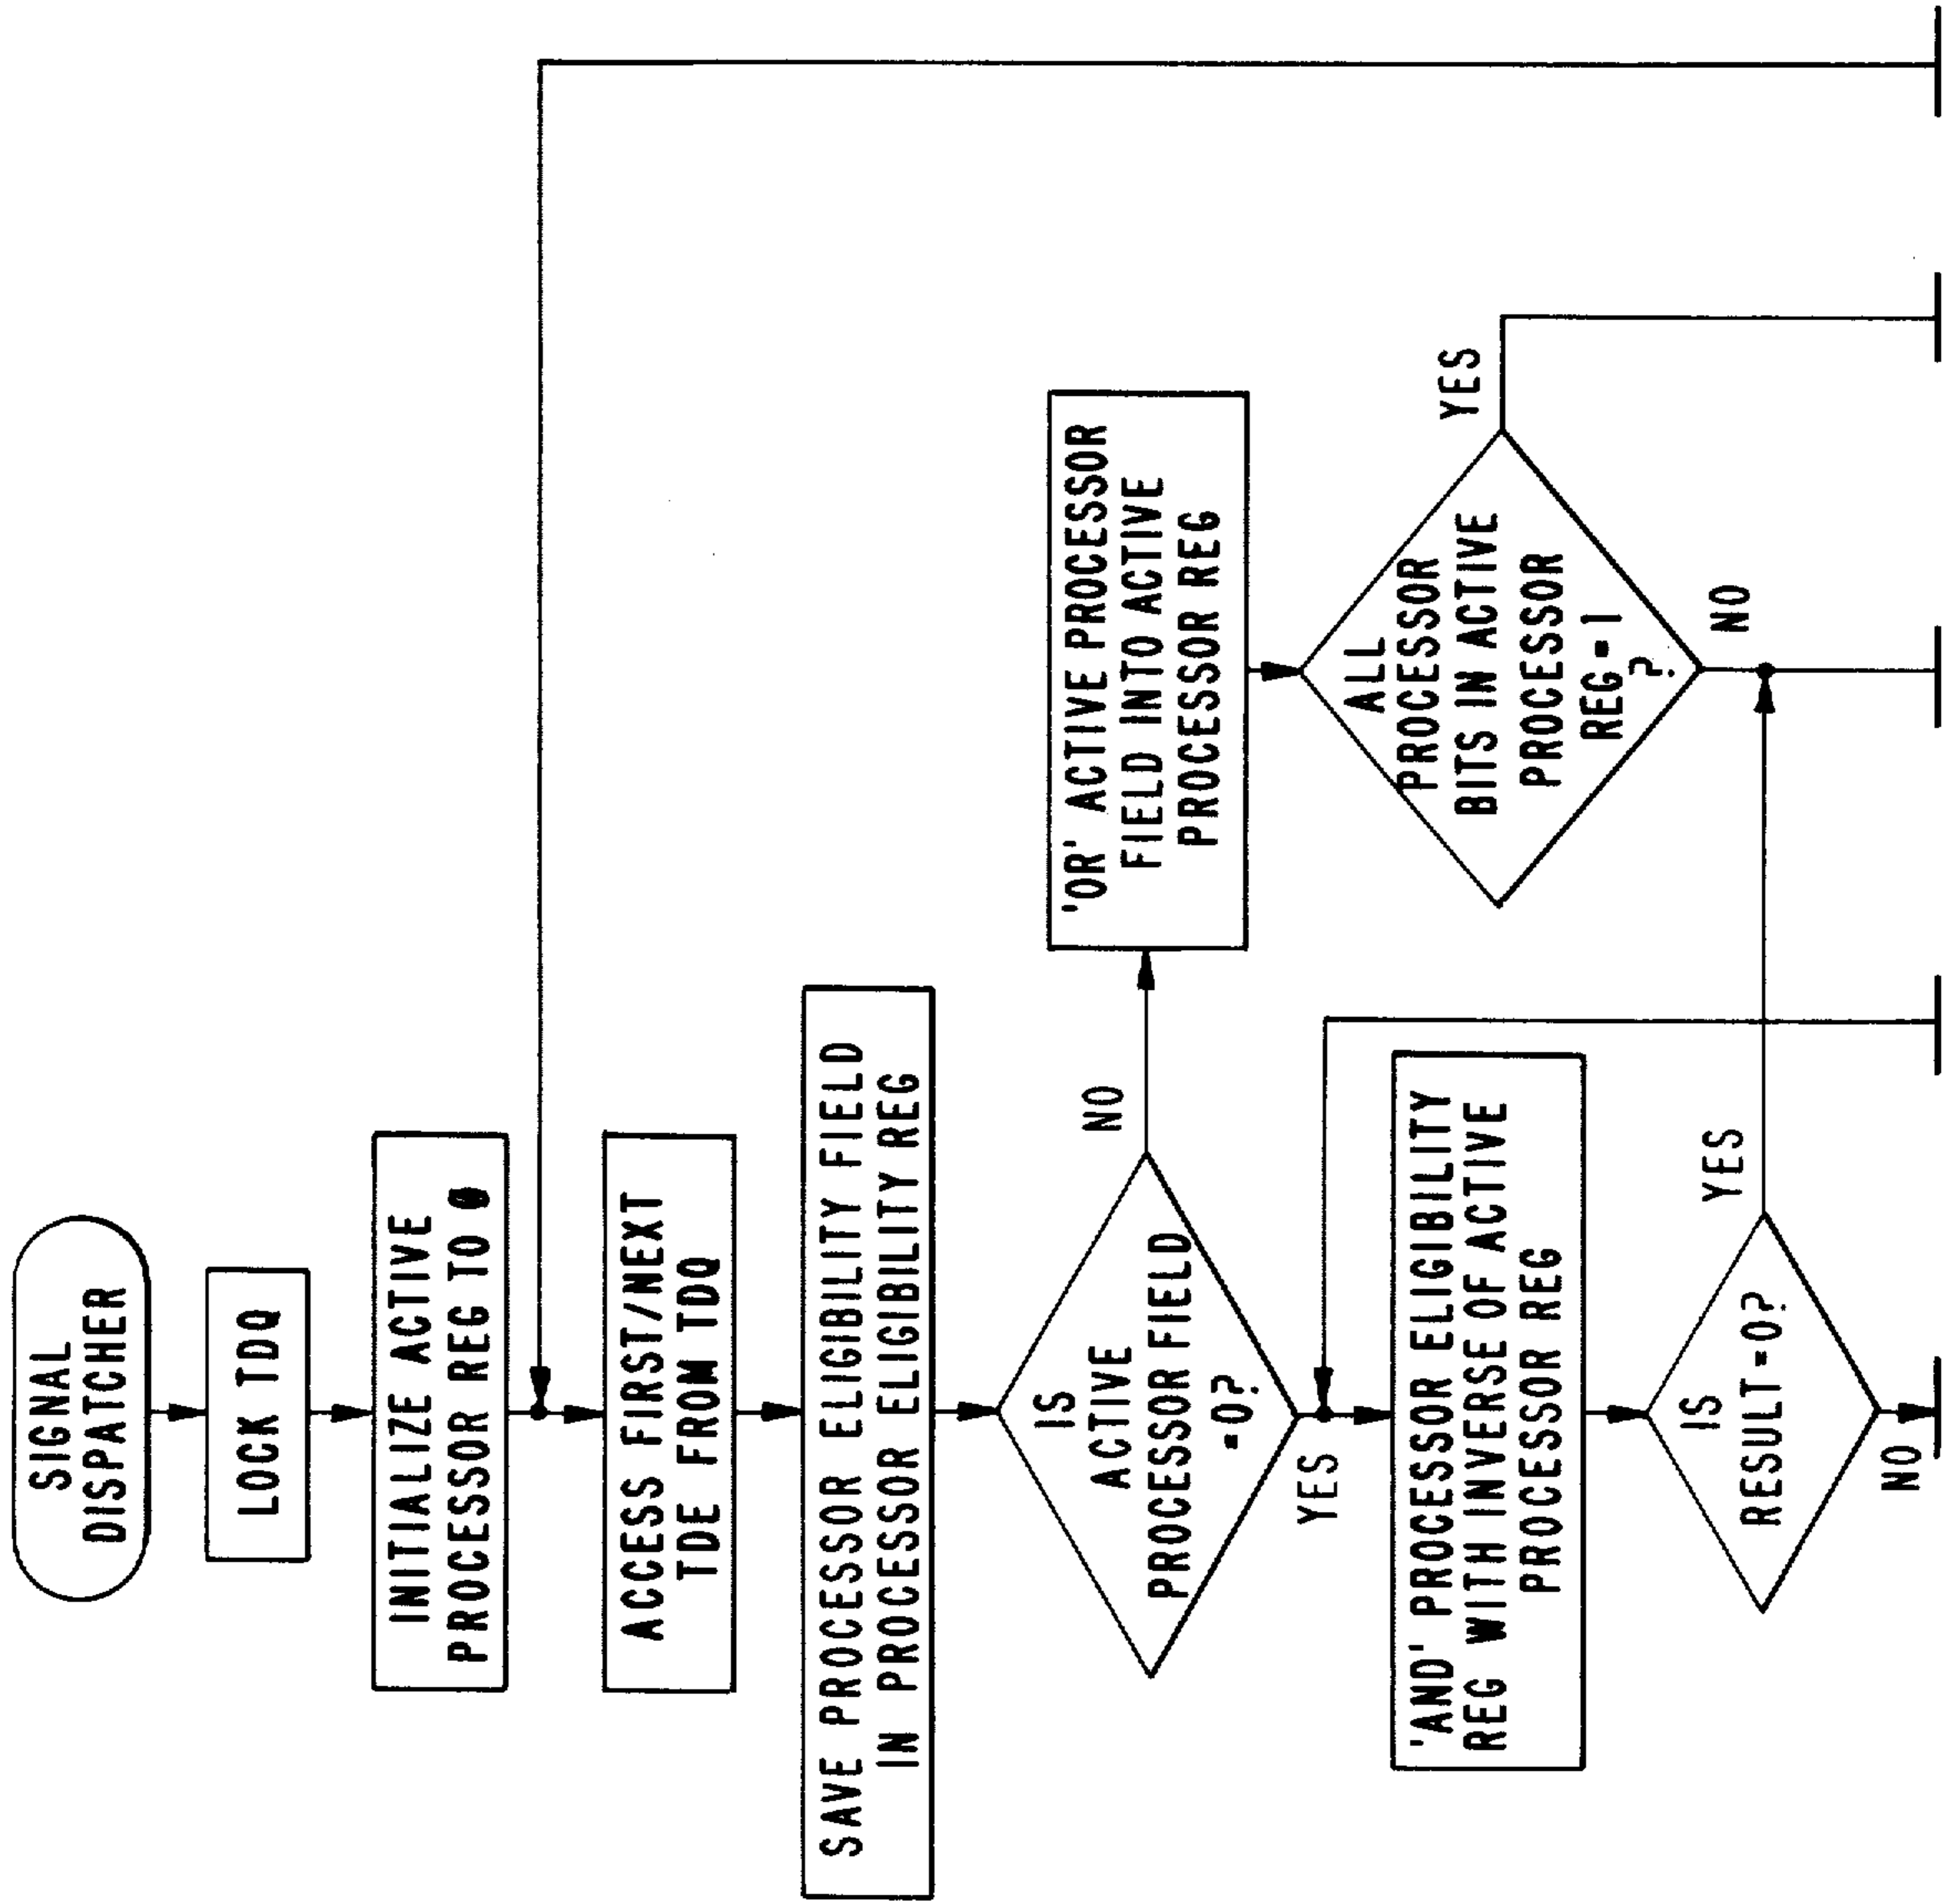 SIGNAL
DISPATCHER
LOCK TDQ
INITIALIZE ACTIVE
PROCESSOR REG TO 0
ACCESS FIRST/NEXT
TDE FROM TDQ
SAVE PROCESSOR ELIGIBILITY FIELD
IN PROCESSOR ELIGIBILITY REG
IS
ACTIVE
PROCESSOR FIELD
=0?
NO
YES
'OR' ACTIVE PROCESSOR
FIELD INTO ACTIVE
PROCESSOR REG
ALL
PROCESSOR
BITS IN ACTIVE
PROCESSOR
REG=1
?
YES
NO
'AND' PROCESSOR ELIGIBILITY
REG WITH INVERSE OF ACTIVE
PROCESSOR REG
IS
RESULT=0?
YES
NO